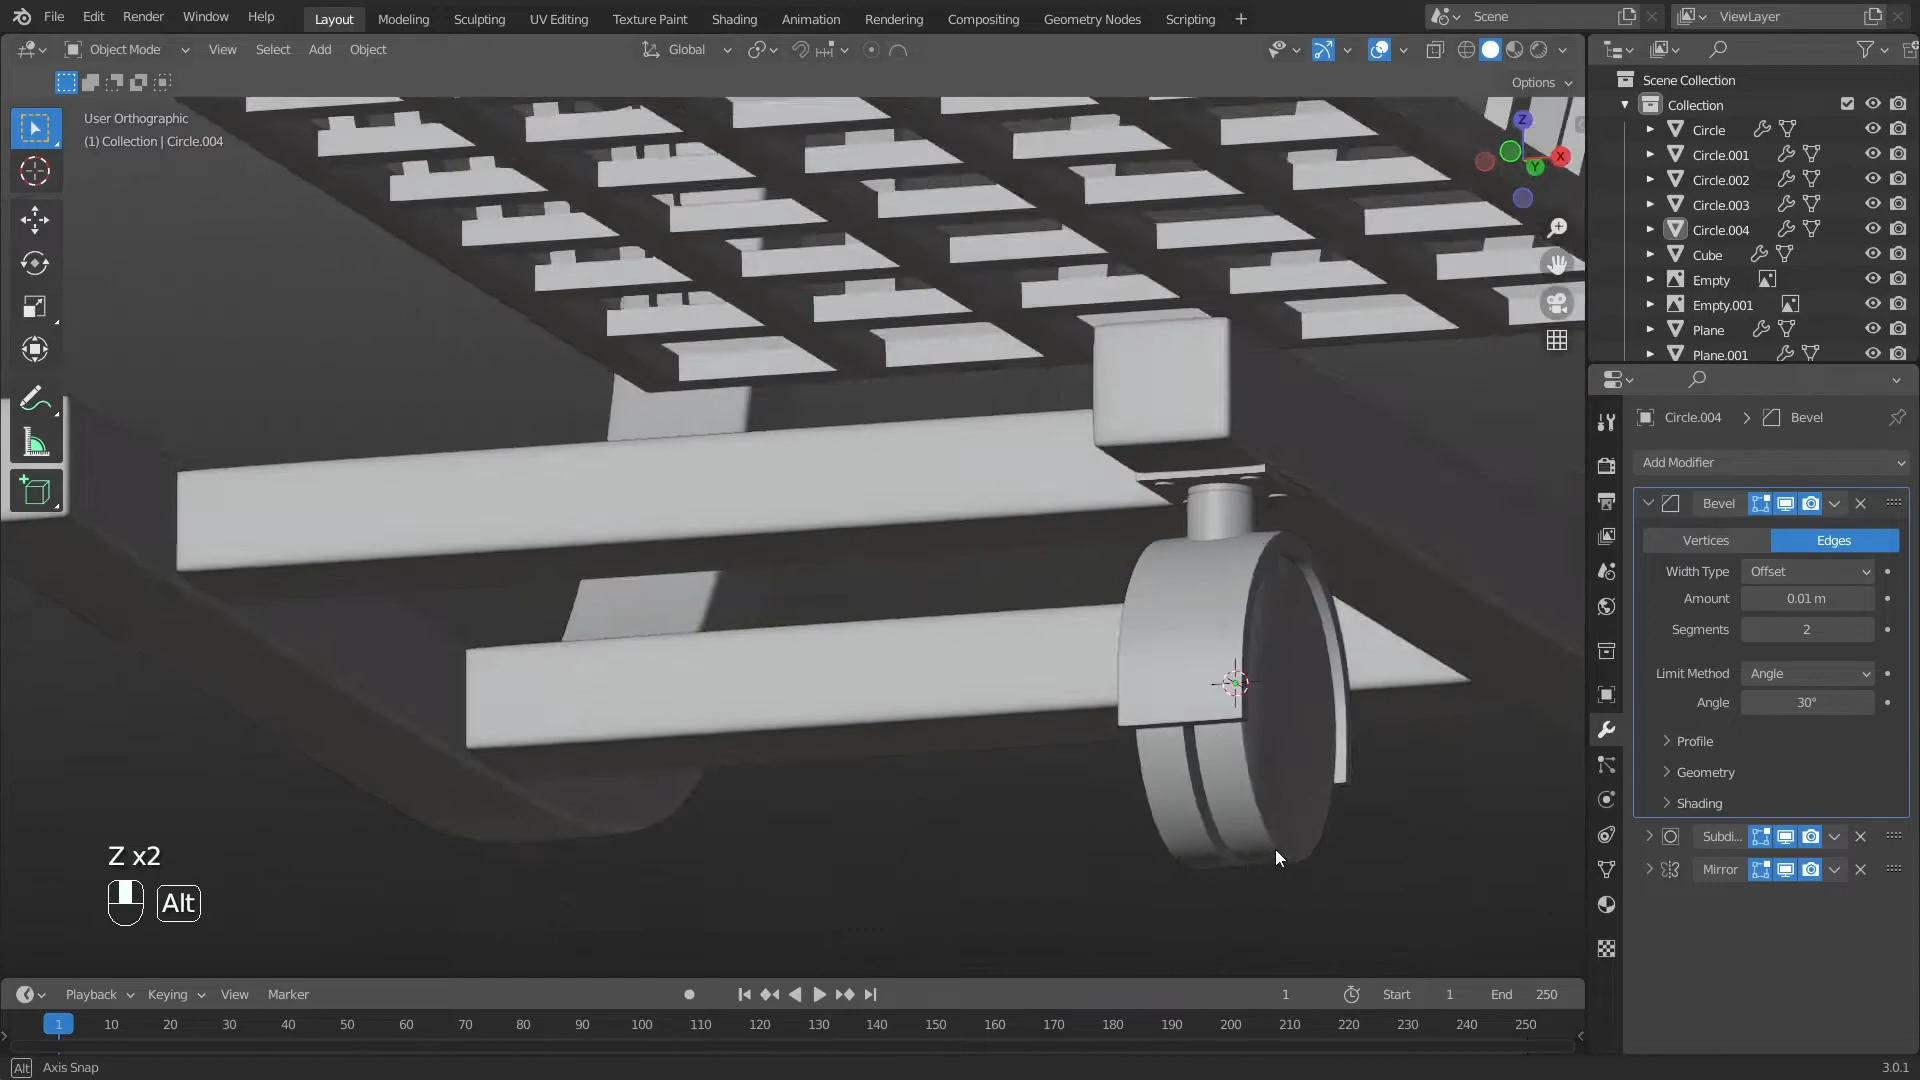 File Edit Render Window Help Layout Modeling Sculpting UV Editing Texture Paint Shading Animation Rendering Compositing Geometry Nodes Scripting + Scene ViewLayer
Object Mode View Select Add Object Global
Options
User Orthographic
(1) Collection | Circle.004
Z
X
Y
Scene Collection
Collection
Circle
Circle.001
Circle.002
Circle.003
Circle.004
Cube
Empty
Empty.001
Plane
Plane.001
Circle.004 > Bevel
Add Modifier
Bevel
Vertices Edges
Width Type Offset
Amount 0.01 m
Segments 2
Limit Method Angle
Angle 30°
Profile
Geometry
Shading
Subdi...
Mirror
Z x2
Alt
Playback Keying View Marker 1 Start 1 End 250
1 10 20 30 40 50 60 70 80 90 100 110 120 130 140 150 160 170 180 190 200 210 220 230 240 250
Alt Axis Snap 3.0.1